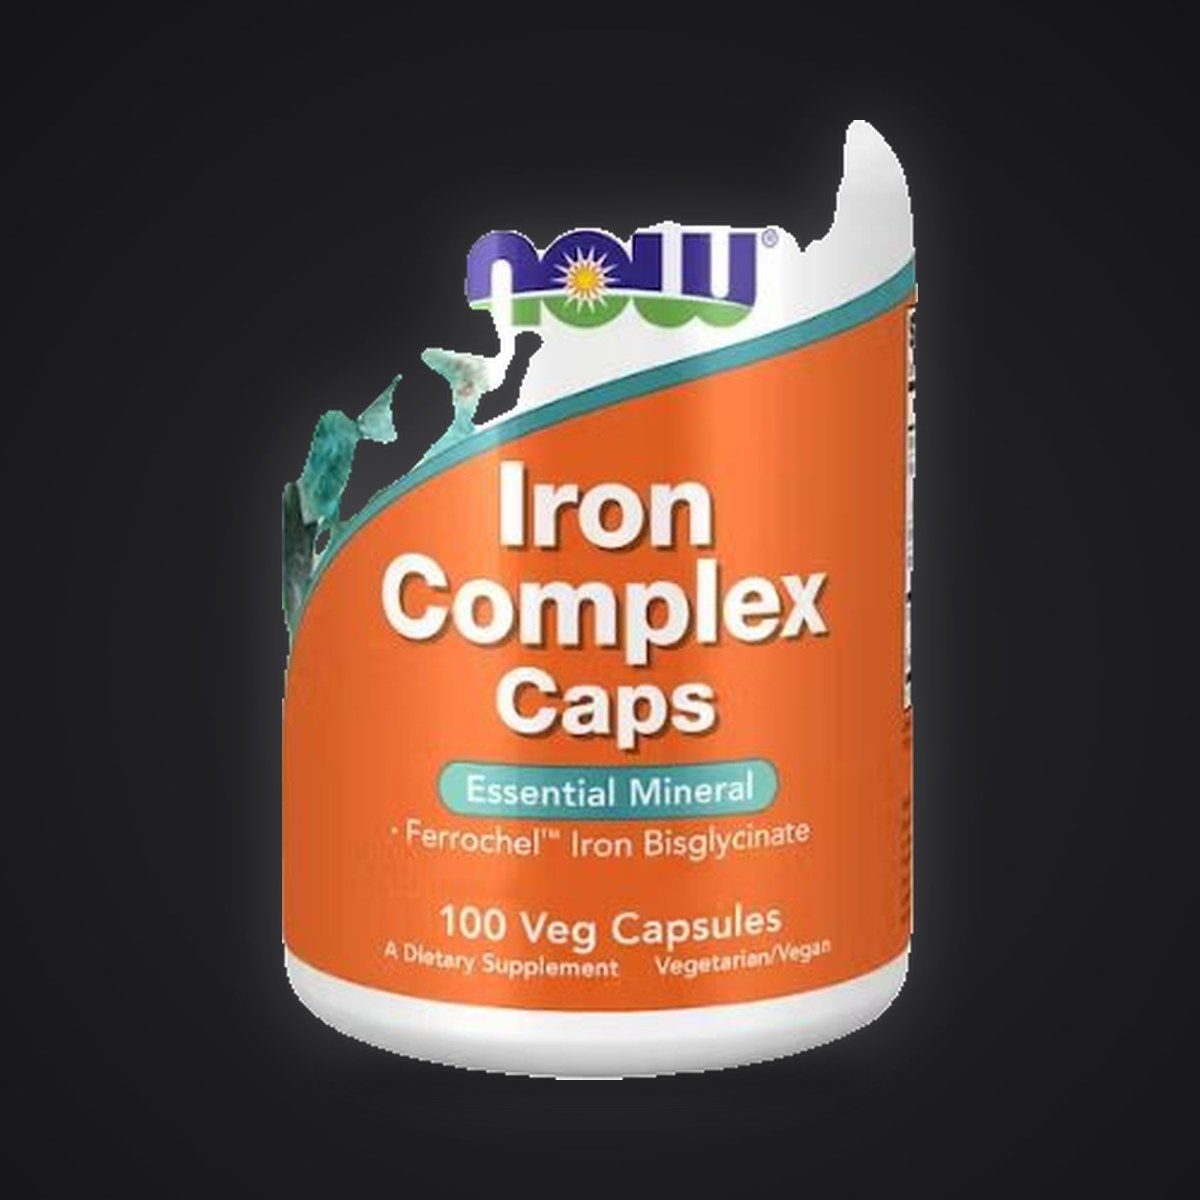 now®
Iron
Complex
Caps
Essential Mineral
• Ferrochel™ Iron Bisglycinate
100 Veg Capsules
A Dietary Supplement Vegetarian/Vegan